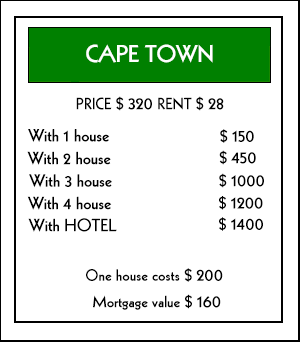 CAPE TOWN
PRICE $ 320 RENT $ 28
With 1 house $ 150
With 2 house $ 450
With 3 house $ 1000
With 4 house $ 1200
With HOTEL $ 1400
One house costs $ 200
Mortgage value $ 160